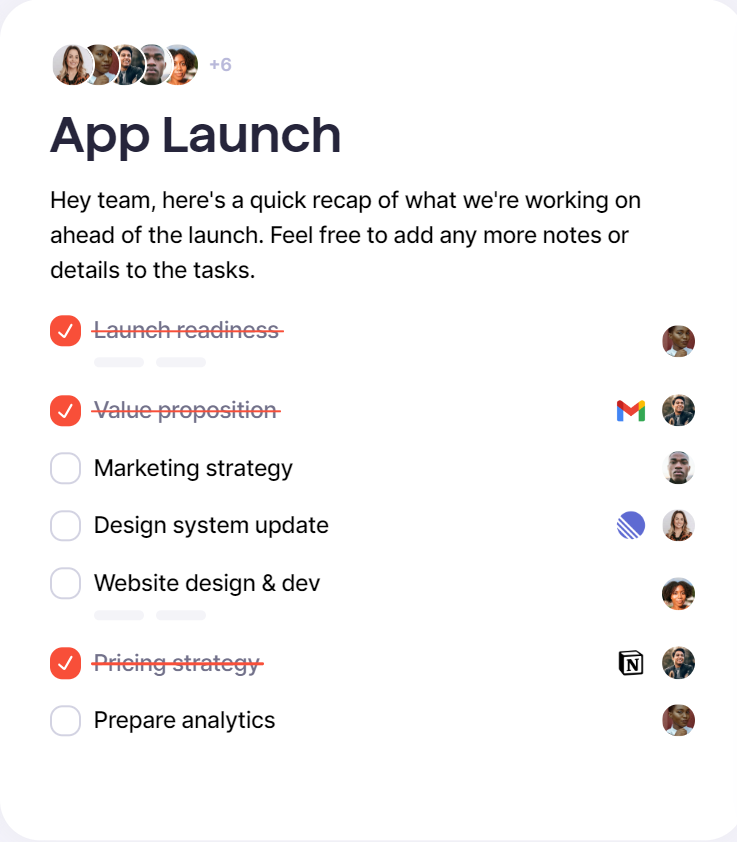 +6
App Launch
Hey team, here's a quick recap of what we're working on
ahead of the launch. Feel free to add any more notes or
details to the tasks.
Launch readiness
Value proposition
Marketing strategy
Design system update
Website design & dev
Pricing strategy
N
Prepare analytics